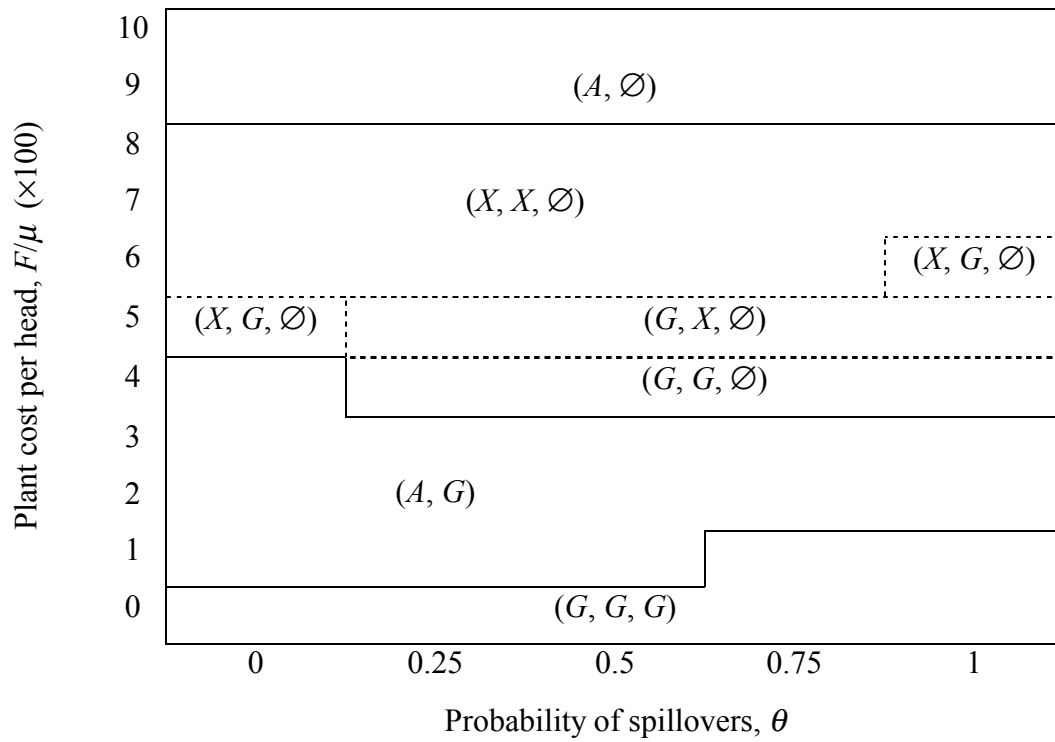 Plant cost per head, F/μ (×100)
10
9
(A, ∅)
8
7
(X, X, ∅)
6
(X, G, ∅)
5
(X, G, ∅)
(G, X, ∅)
4
(G, G, ∅)
3
2
(A, G)
1
0
(G, G, G)
0 0.25 0.5 0.75 1
Probability of spillovers, θ